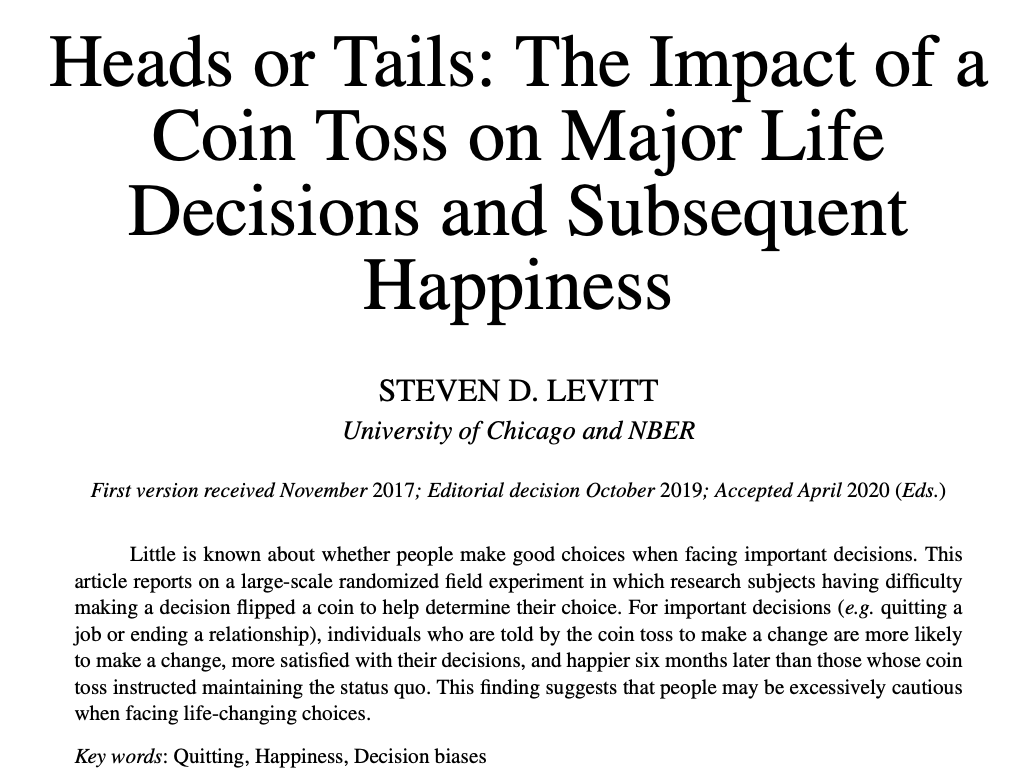 Heads or Tails: The Impact of a
Coin Toss on Major Life
Decisions and Subsequent
Happiness
STEVEN D. LEVITT
University of Chicago and NBER
First version received November 2017; Editorial decision October 2019; Accepted April 2020 (Eds.)
Little is known about whether people make good choices when facing important decisions. This
article reports on a large-scale randomized field experiment in which research subjects having difficulty
making a decision flipped a coin to help determine their choice. For important decisions (e.g. quitting a
job or ending a relationship), individuals who are told by the coin toss to make a change are more likely
to make a change, more satisfied with their decisions, and happier six months later than those whose coin
toss instructed maintaining the status quo. This finding suggests that people may be excessively cautious
when facing life-changing choices.
Key words: Quitting, Happiness, Decision biases